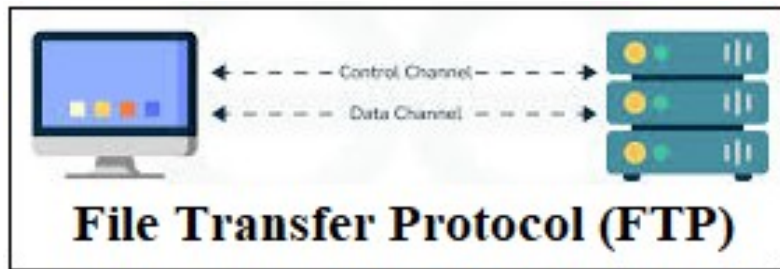 Control Channel
Data Channel
File Transfer Protocol (FTP)